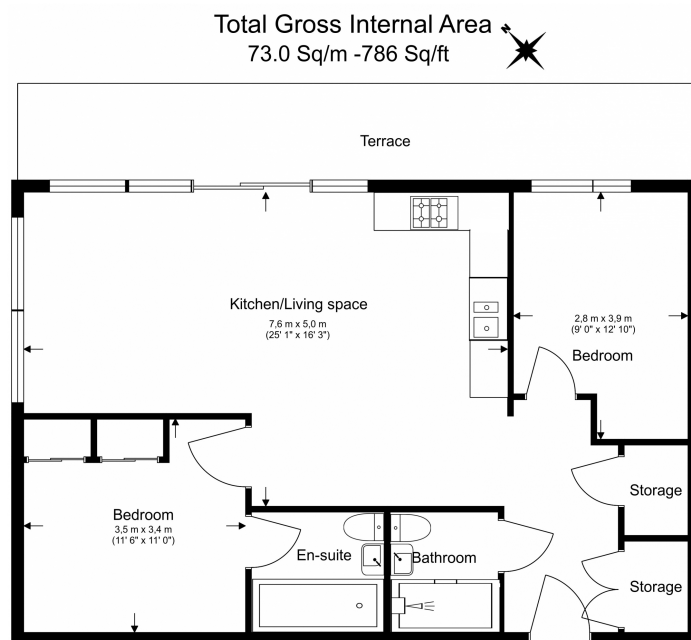 Total Gross Internal Area
N
73.0 Sq/m -786 Sq/ft
Terrace
Kitchen/Living space
7,6 m x 5,0 m
(25' 1" x 16' 3")
2,8 m x 3,9 m
(9' 0" x 12' 10")
Bedroom
Bedroom
3,5 m x 3,4 m
(11' 6" x 11' 0")
En-suite
Bathroom
Storage
Storage